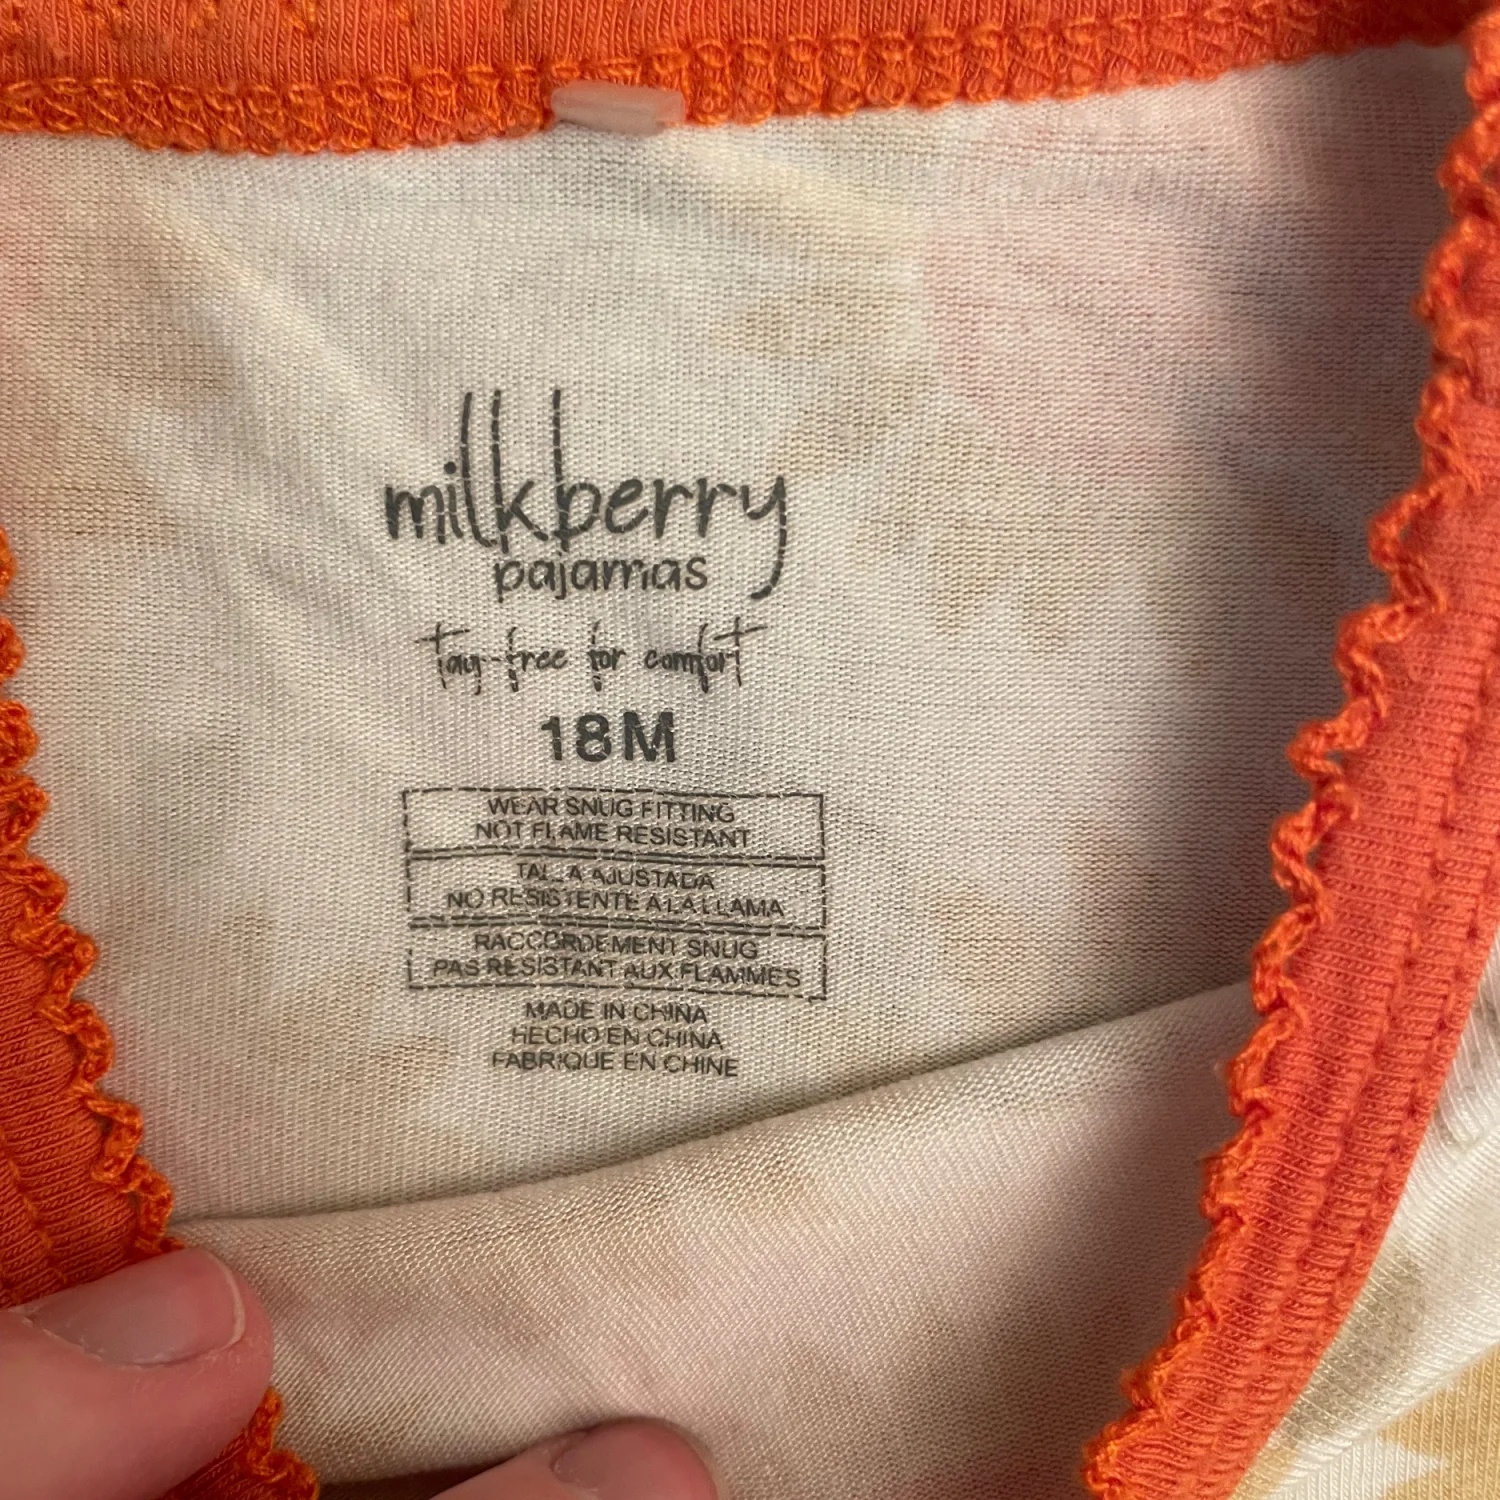 milkberry
pajamas
Tag-free for comfort
18M
WEAR SNUG FITTING
NOT FLAME RESISTANT
TALLA AJUSTADA
NO RESISTENTE A LA LLAMA
RACCORDEMENT SNUG
PAS RESISTANT AUX FLAMMES
MADE IN CHINA
HECHO EN CHINA
FABRIQUE EN CHINE